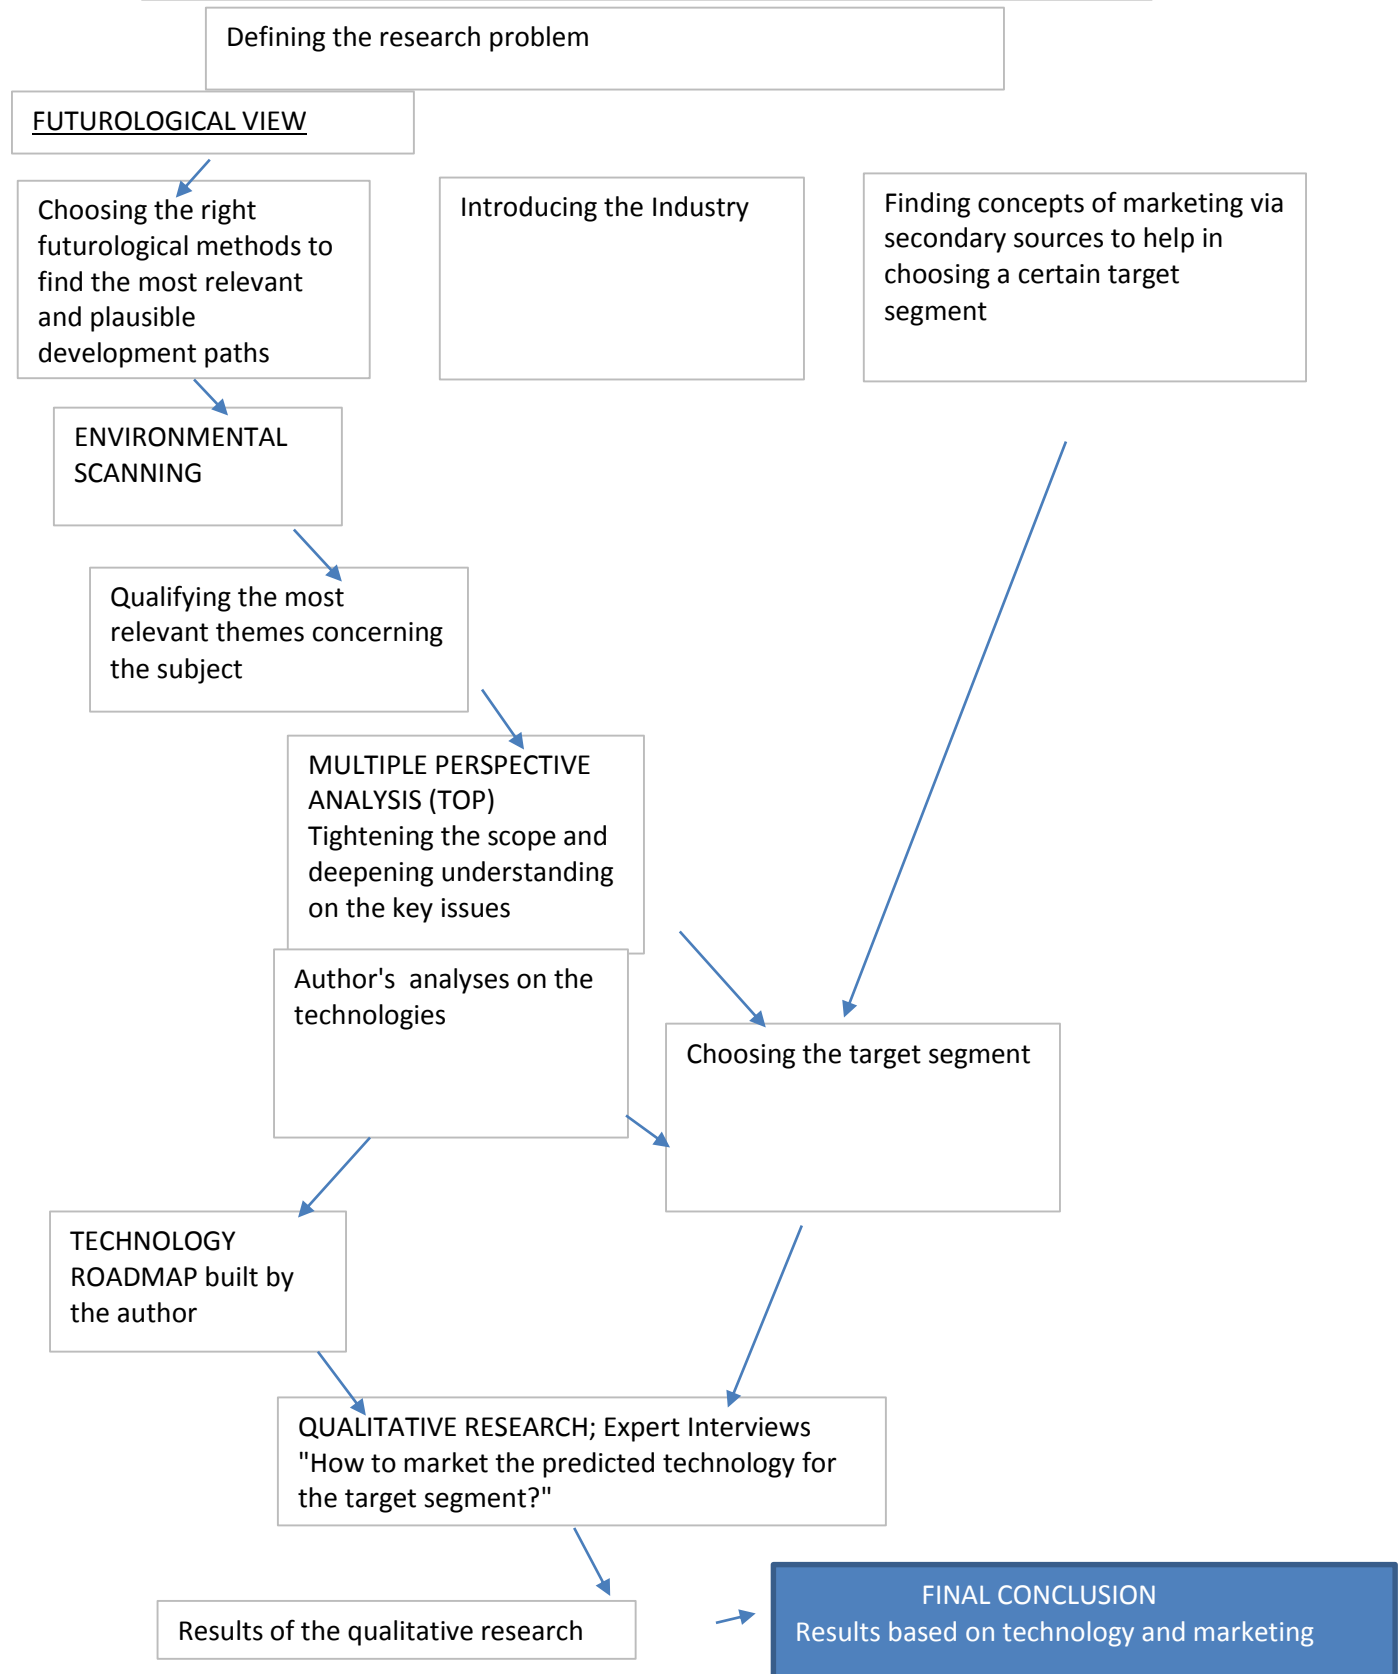 Defining the research problem
FUTUROLOGICAL VIEW
Choosing the right
futurological methods to
find the most relevant
and plausible
development paths
Introducing the Industry
Finding concepts of marketing via
secondary sources to help in
choosing a certain target
segment
ENVIRONMENTAL
SCANNING
Qualifying the most
relevant themes concerning
the subject
MULTIPLE PERSPECTIVE
ANALYSIS (TOP)
Tightening the scope and
deepening understanding
on the key issues
Author's  analyses on the
technologies
Choosing the target segment
TECHNOLOGY
ROADMAP built by
the author
QUALITATIVE RESEARCH; Expert Interviews
"How to market the predicted technology for
the target segment?"
Results of the qualitative research
FINAL CONCLUSION
Results based on technology and marketing